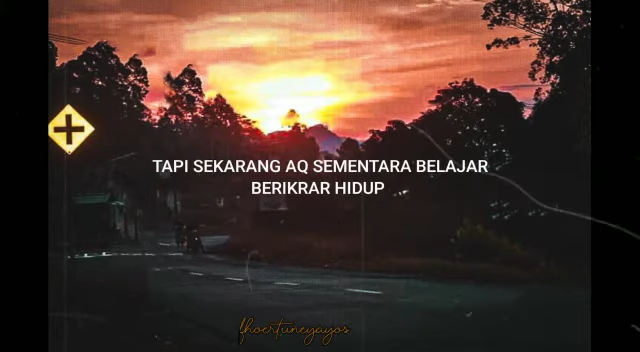 TAPI SEKARANG AQ SEMENTARA BELAJAR
BERIKRAR HIDUP
fhoertuneyayos